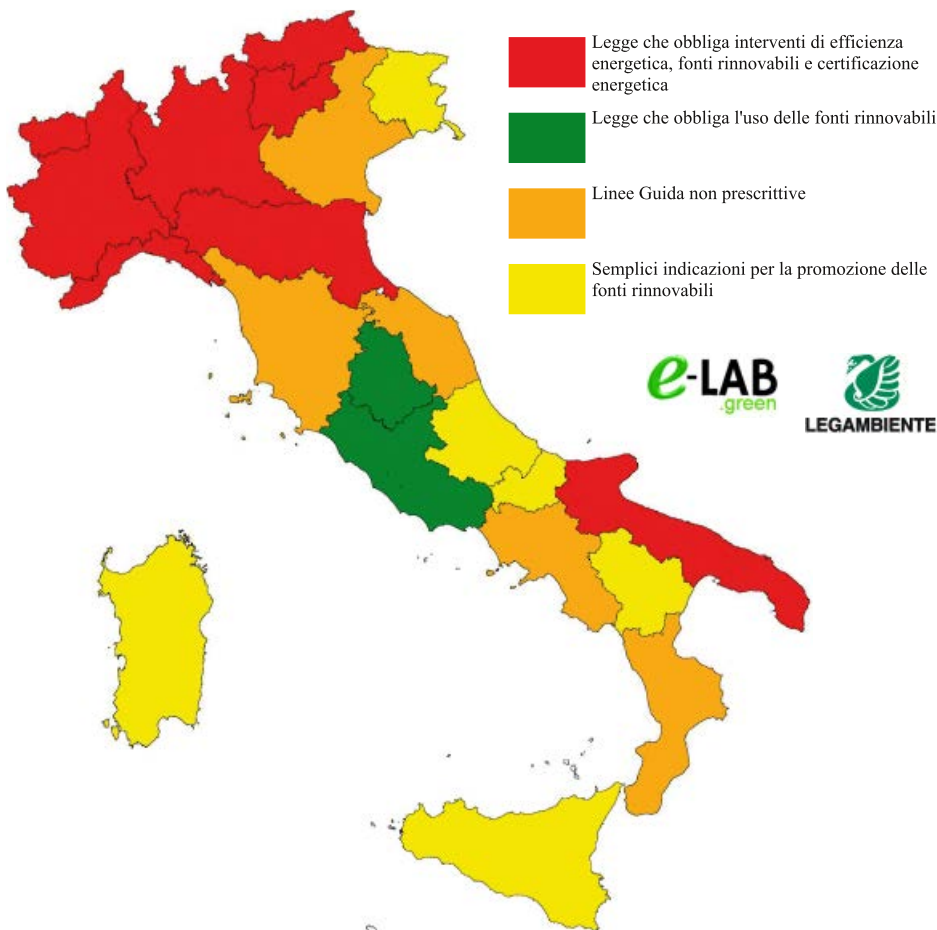 Legge che obbliga interventi di efficienza
energetica, fonti rinnovabili e certificazione
energetica
Legge che obbliga l'uso delle fonti rinnovabili
Linee Guida non prescrittive
Semplici indicazioni per la promozione delle
fonti rinnovabili
e-LAB
.green
LEGAMBIENTE